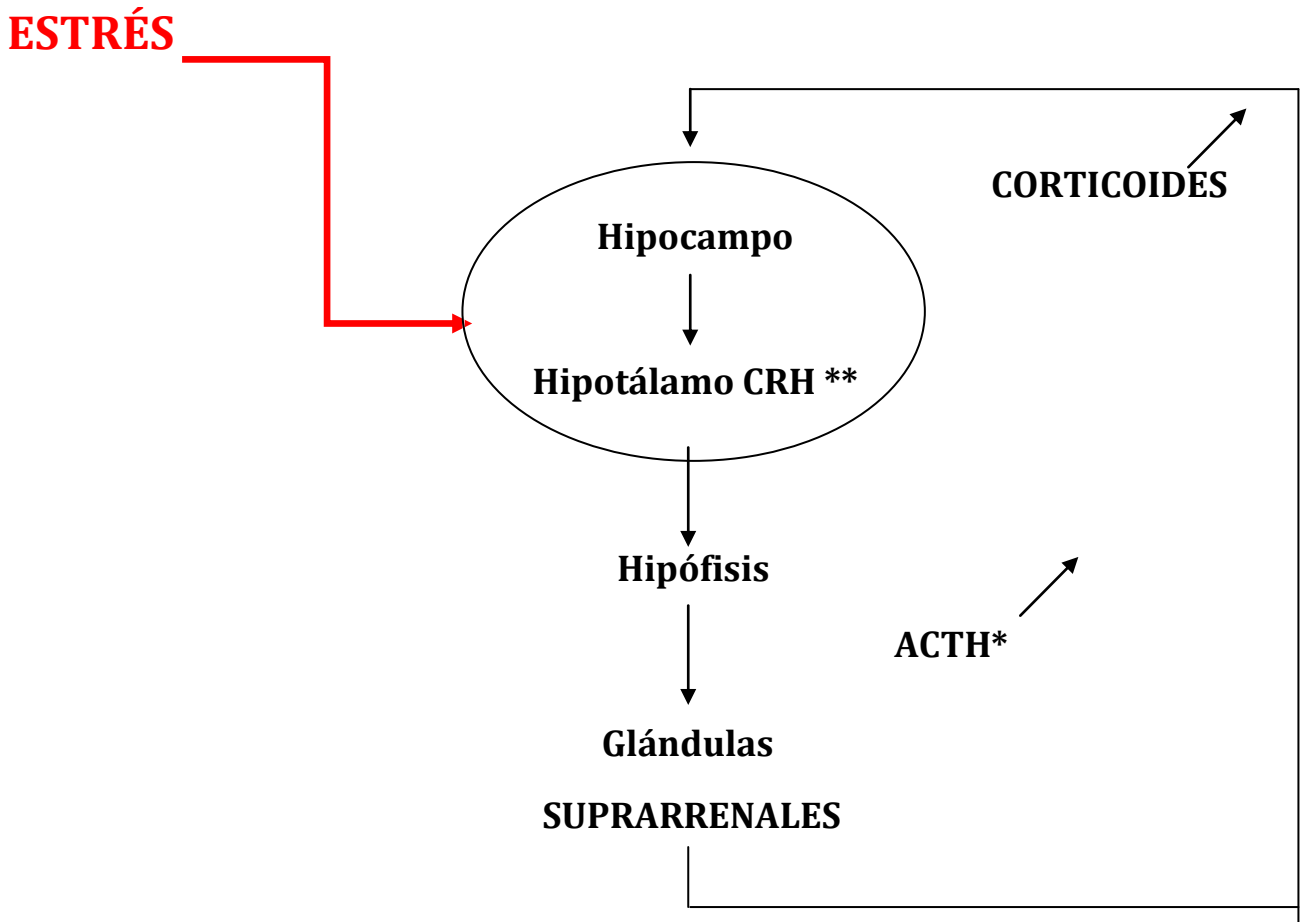 ESTRÉS
CORTICOIDES
Hipocampo
Hipotálamo CRH **
Hipófisis
ACTH*
Glándulas
SUPRARRENALES